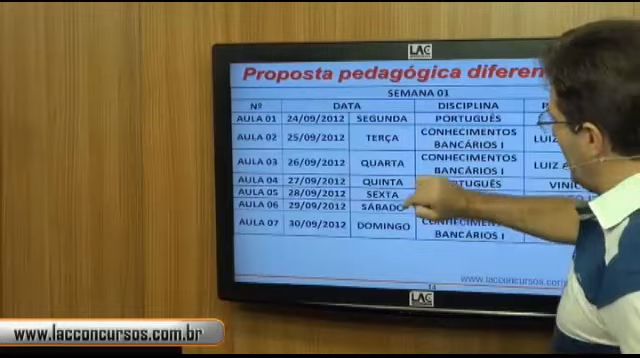 LAC
Proposta pedagógica diferen
SEMANA 01
Nº DATA DISCIPLINA
AULA 01 24/09/2012 SEGUNDA PORTUGUÊS
AULA 02 25/09/2012 TERÇA CONHECIMENTOS BANCÁRIOS I LUIZ
AULA 03 26/09/2012 QUARTA CONHECIMENTOS BANCÁRIOS I LUIZ
AULA 04 27/09/2012 QUINTA PORTUGUÊS
AULA 05 28/09/2012 SEXTA
AULA 06 29/09/2012 SÁBADO
AULA 07 30/09/2012 DOMINGO BANCÁRIOS I
www.lacconcursos.com
14
LAC
www.lacconcursos.com.br